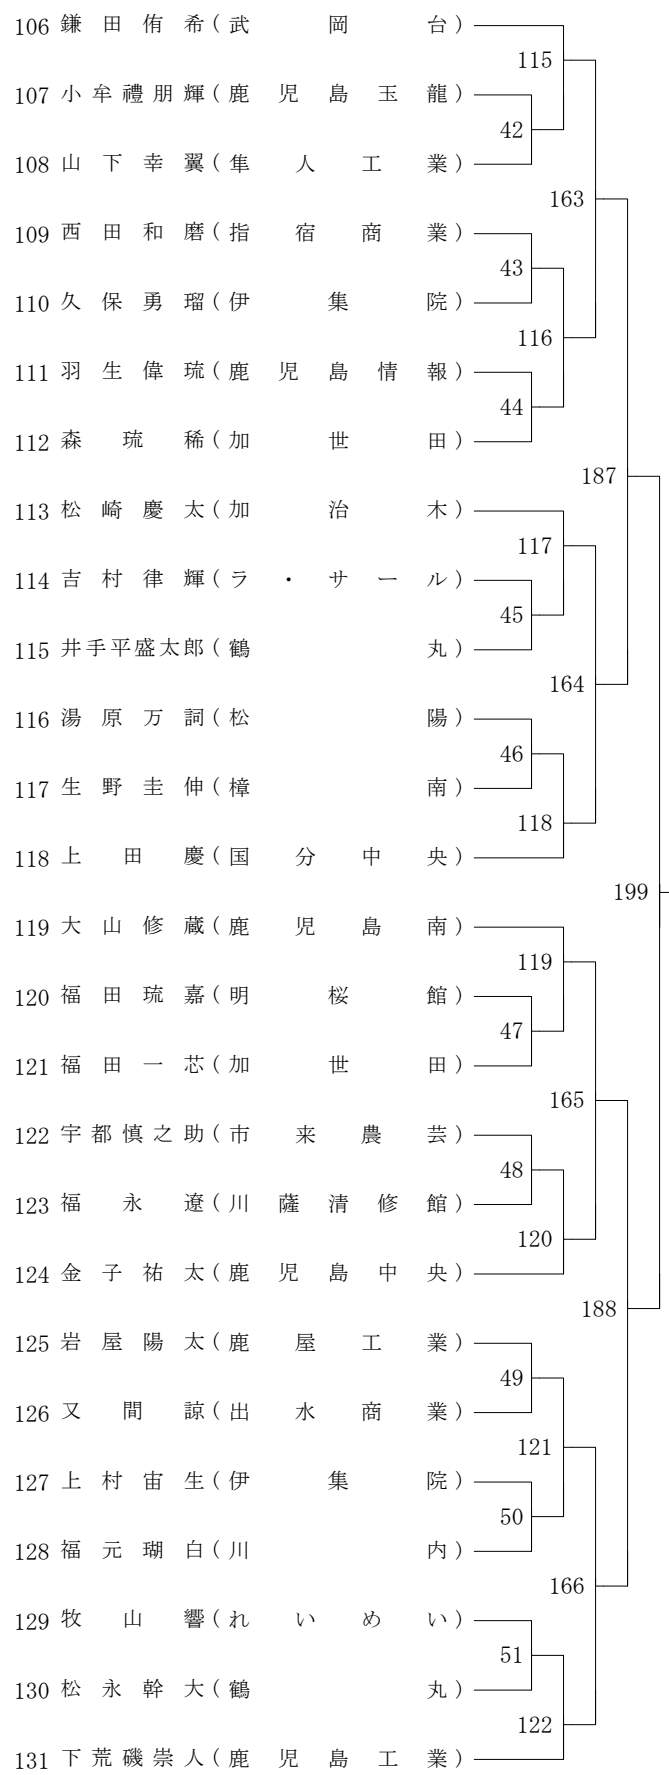 106 鎌田侑希(武岡台)
115
107 小牟禮朋輝(鹿児島玉龍)
42
108 山下幸翼(隼人工業)
163
109 西田和磨(指宿商業)
43
110 久保勇瑠(伊集院)
116
111 羽生偉琉(鹿児島情報)
44
112 森琉稀(加世田)
187
113 松崎慶太(加治木)
117
114 吉村律輝(ラ・サール)
45
115 井手平盛太郎(鶴丸)
164
116 湯原万詞(松陽)
46
117 生野圭伸(樟南)
118
118 上田慶(国分中央)
199
119 大山修蔵(鹿児島南)
119
120 福田琉嘉(明桜館)
47
121 福田一芯(加世田)
165
122 宇都慎之助(市来農芸)
48
123 福永遼(川薩清修館)
120
124 金子祐太(鹿児島中央)
188
125 岩屋陽太(鹿屋工業)
49
126 又間諒(出水商業)
121
127 上村宙生(伊集院)
50
128 福元瑚白(川内)
166
129 牧山響(れいめい)
51
130 松永幹大(鶴丸)
122
131 下荒磯崇人(鹿児島工業)